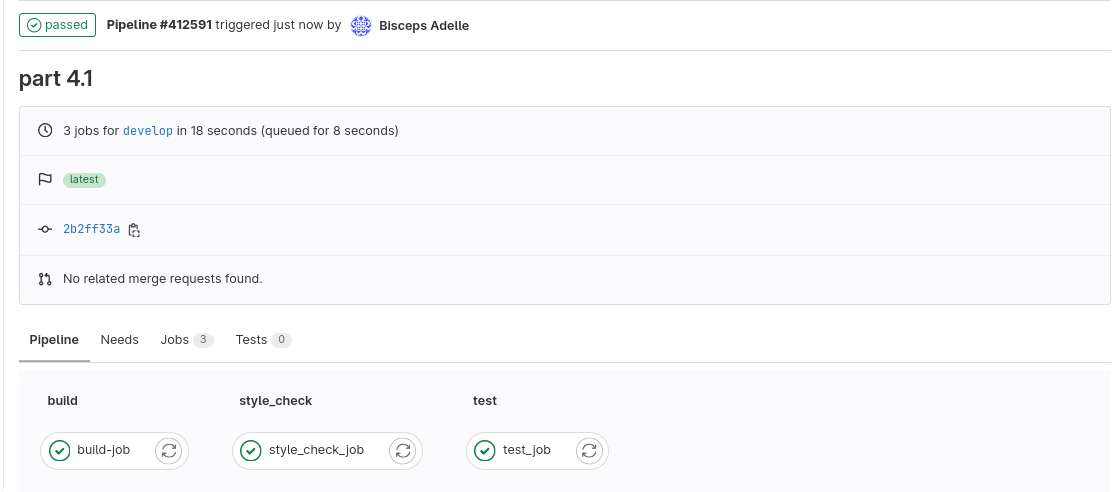 passed Pipeline #412591 triggered just now by Bisceps Adelle
part 4.1
3 jobs for develop in 18 seconds (queued for 8 seconds)
latest
2b2ff33a
No related merge requests found.
Pipeline Needs Jobs 3 Tests 0
build style_check test
build-job style_check_job test_job